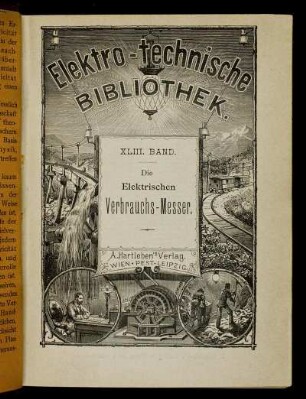 Elektro-technische
BIBLIOTHEK.
XLIII. BAND.
Die
Elektrischen
Verbrauchs-Messer.
A. Hartleben's Verlag.
WIEN • PEST • LEIPZIG.